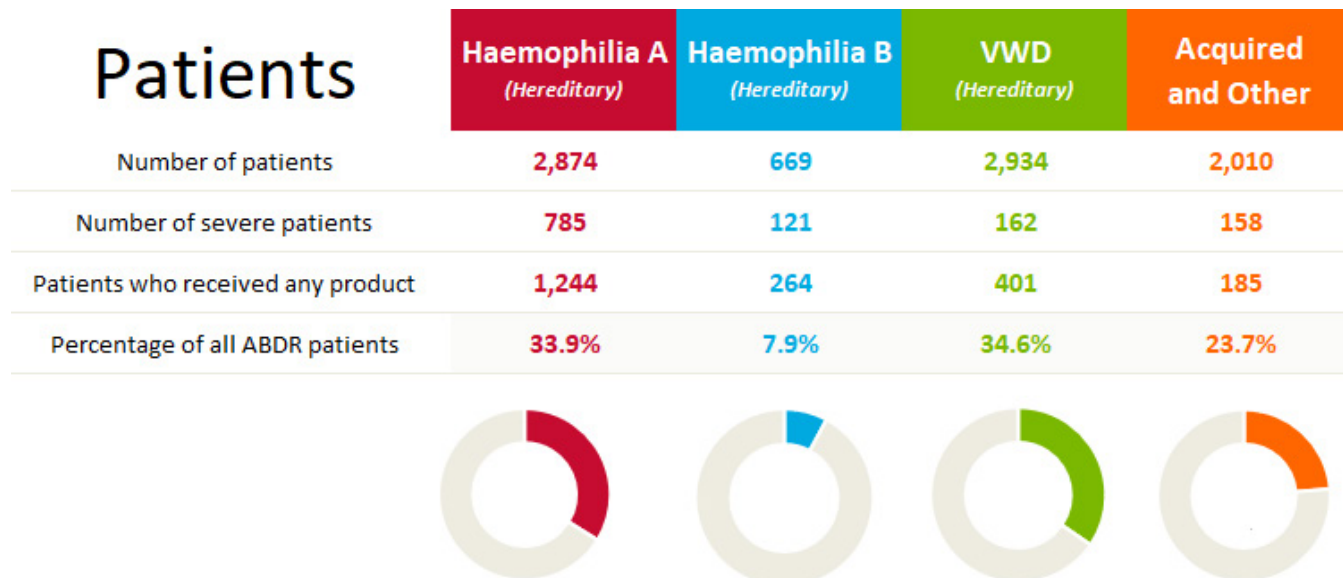 Patients
Haemophilia A
(Hereditary)
Haemophilia B
(Hereditary)
VWD
(Hereditary)
Acquired
and Other
Number of patients 2,874 669 2,934 2,010
Number of severe patients 785 121 162 158
Patients who received any product 1,244 264 401 185
Percentage of all ABDR patients 33.9% 7.9% 34.6% 23.7%